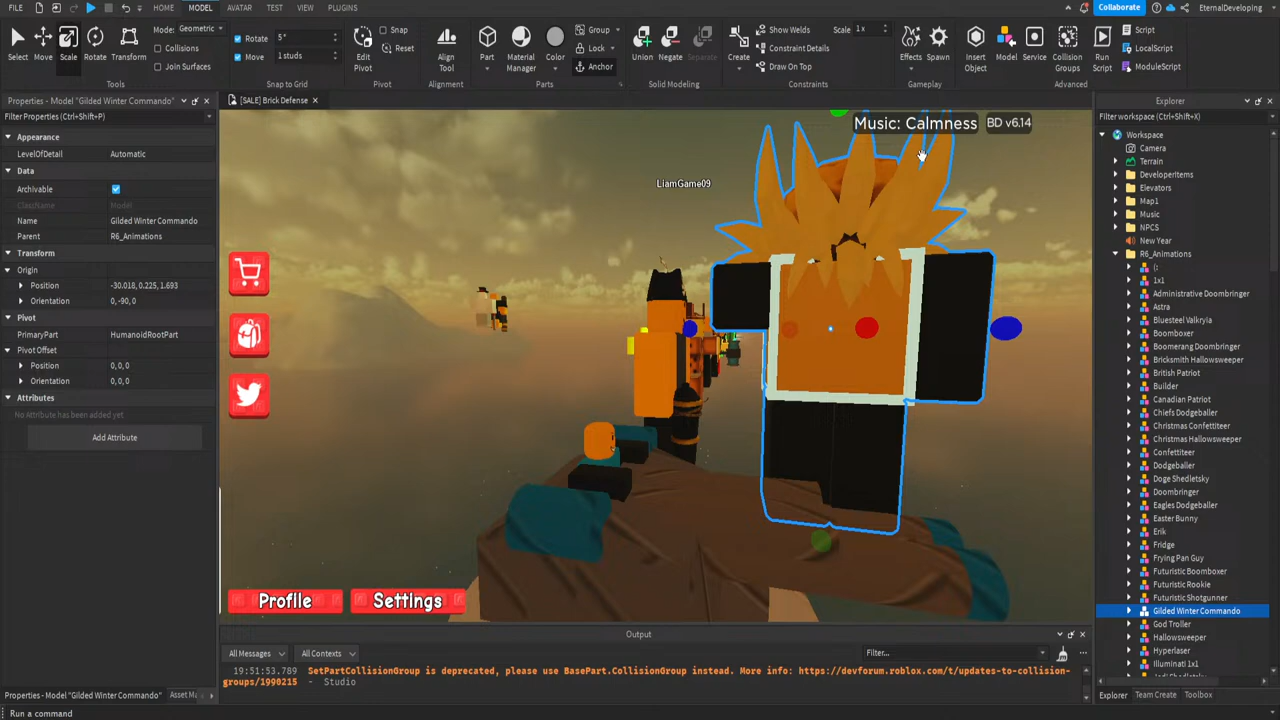 FILE HOME MODEL AVATAR TEST VIEW PLUGINS Collaborate EternalDeveloping
Select Move Scale Rotate Transform Mode: Geometric Collisions Join Surfaces Tools
Rotate 5° Move 1 studs Snap to Grid
Edit Pivot Snap Reset Pivot
Align Tool Alignment
Part Material Manager Color Group Lock Anchor Parts
Union Negate Separate Solid Modeling
Create Show Welds Constraint Details Draw On Top Scale 1x Constraints
Effects Spawn Gameplay
Insert Object Model Service Collision Groups Run Script Script LocalScript ModuleScript Advanced
Properties - Model "Gilded Winter Commando"
Filter Properties (Ctrl+Shift+P)
Appearance
LevelOfDetail Automatic
Data
Archivable
ClassName Model
Name Gilded Winter Commando
Parent R6_Animations
Transform
Origin
Position -30.018, 0.225, 1.693
Orientation 0, -90, 0
Pivot
PrimaryPart HumanoidRootPart
Pivot Offset
Position 0, 0, 0
Orientation 0, 0, 0
Attributes
No Attribute has been added yet
Add Attribute
Properties - Model "Gilded Winter Commando"
Run a command
[SALE] Brick Defense
Music: Calmness BD v6.14
LiamGame09
Profile Settings
Output
All Messages All Contexts Filter...
19:51:53.789 SetPartCollisionGroup is deprecated, please use BasePart.CollisionGroup instead. More info: https://devforum.roblox.com/t/updates-to-collision-
groups/1990215 - Studio
Explorer
Filter workspace (Ctrl+Shift+X)
Workspace
Camera
Terrain
DeveloperItems
Elevators
Map1
Music
NPCS
New Year
R6_Animations
(:
1x1
Administrative Doombringer
Astra
Bluesteel Valkyria
Boomboxer
Boomerang Doombringer
Bricksmith Hallowsweeper
British Patriot
Builder
Canadian Patriot
Chiefs Dodgeballer
Christmas Confettiteer
Christmas Hallowsweeper
Confettiteer
Dodgeballer
Doge Shedletsky
Doombringer
Eagles Dodgeballer
Easter Bunny
Erik
Fridge
Frying Pan Guy
Futuristic Boomboxer
Futuristic Rookie
Futuristic Shotgunner
Gilded Winter Commando
God Troller
Hallowsweeper
Hyperlaser
Illuminati 1x1
Explorer Team Create Toolbox